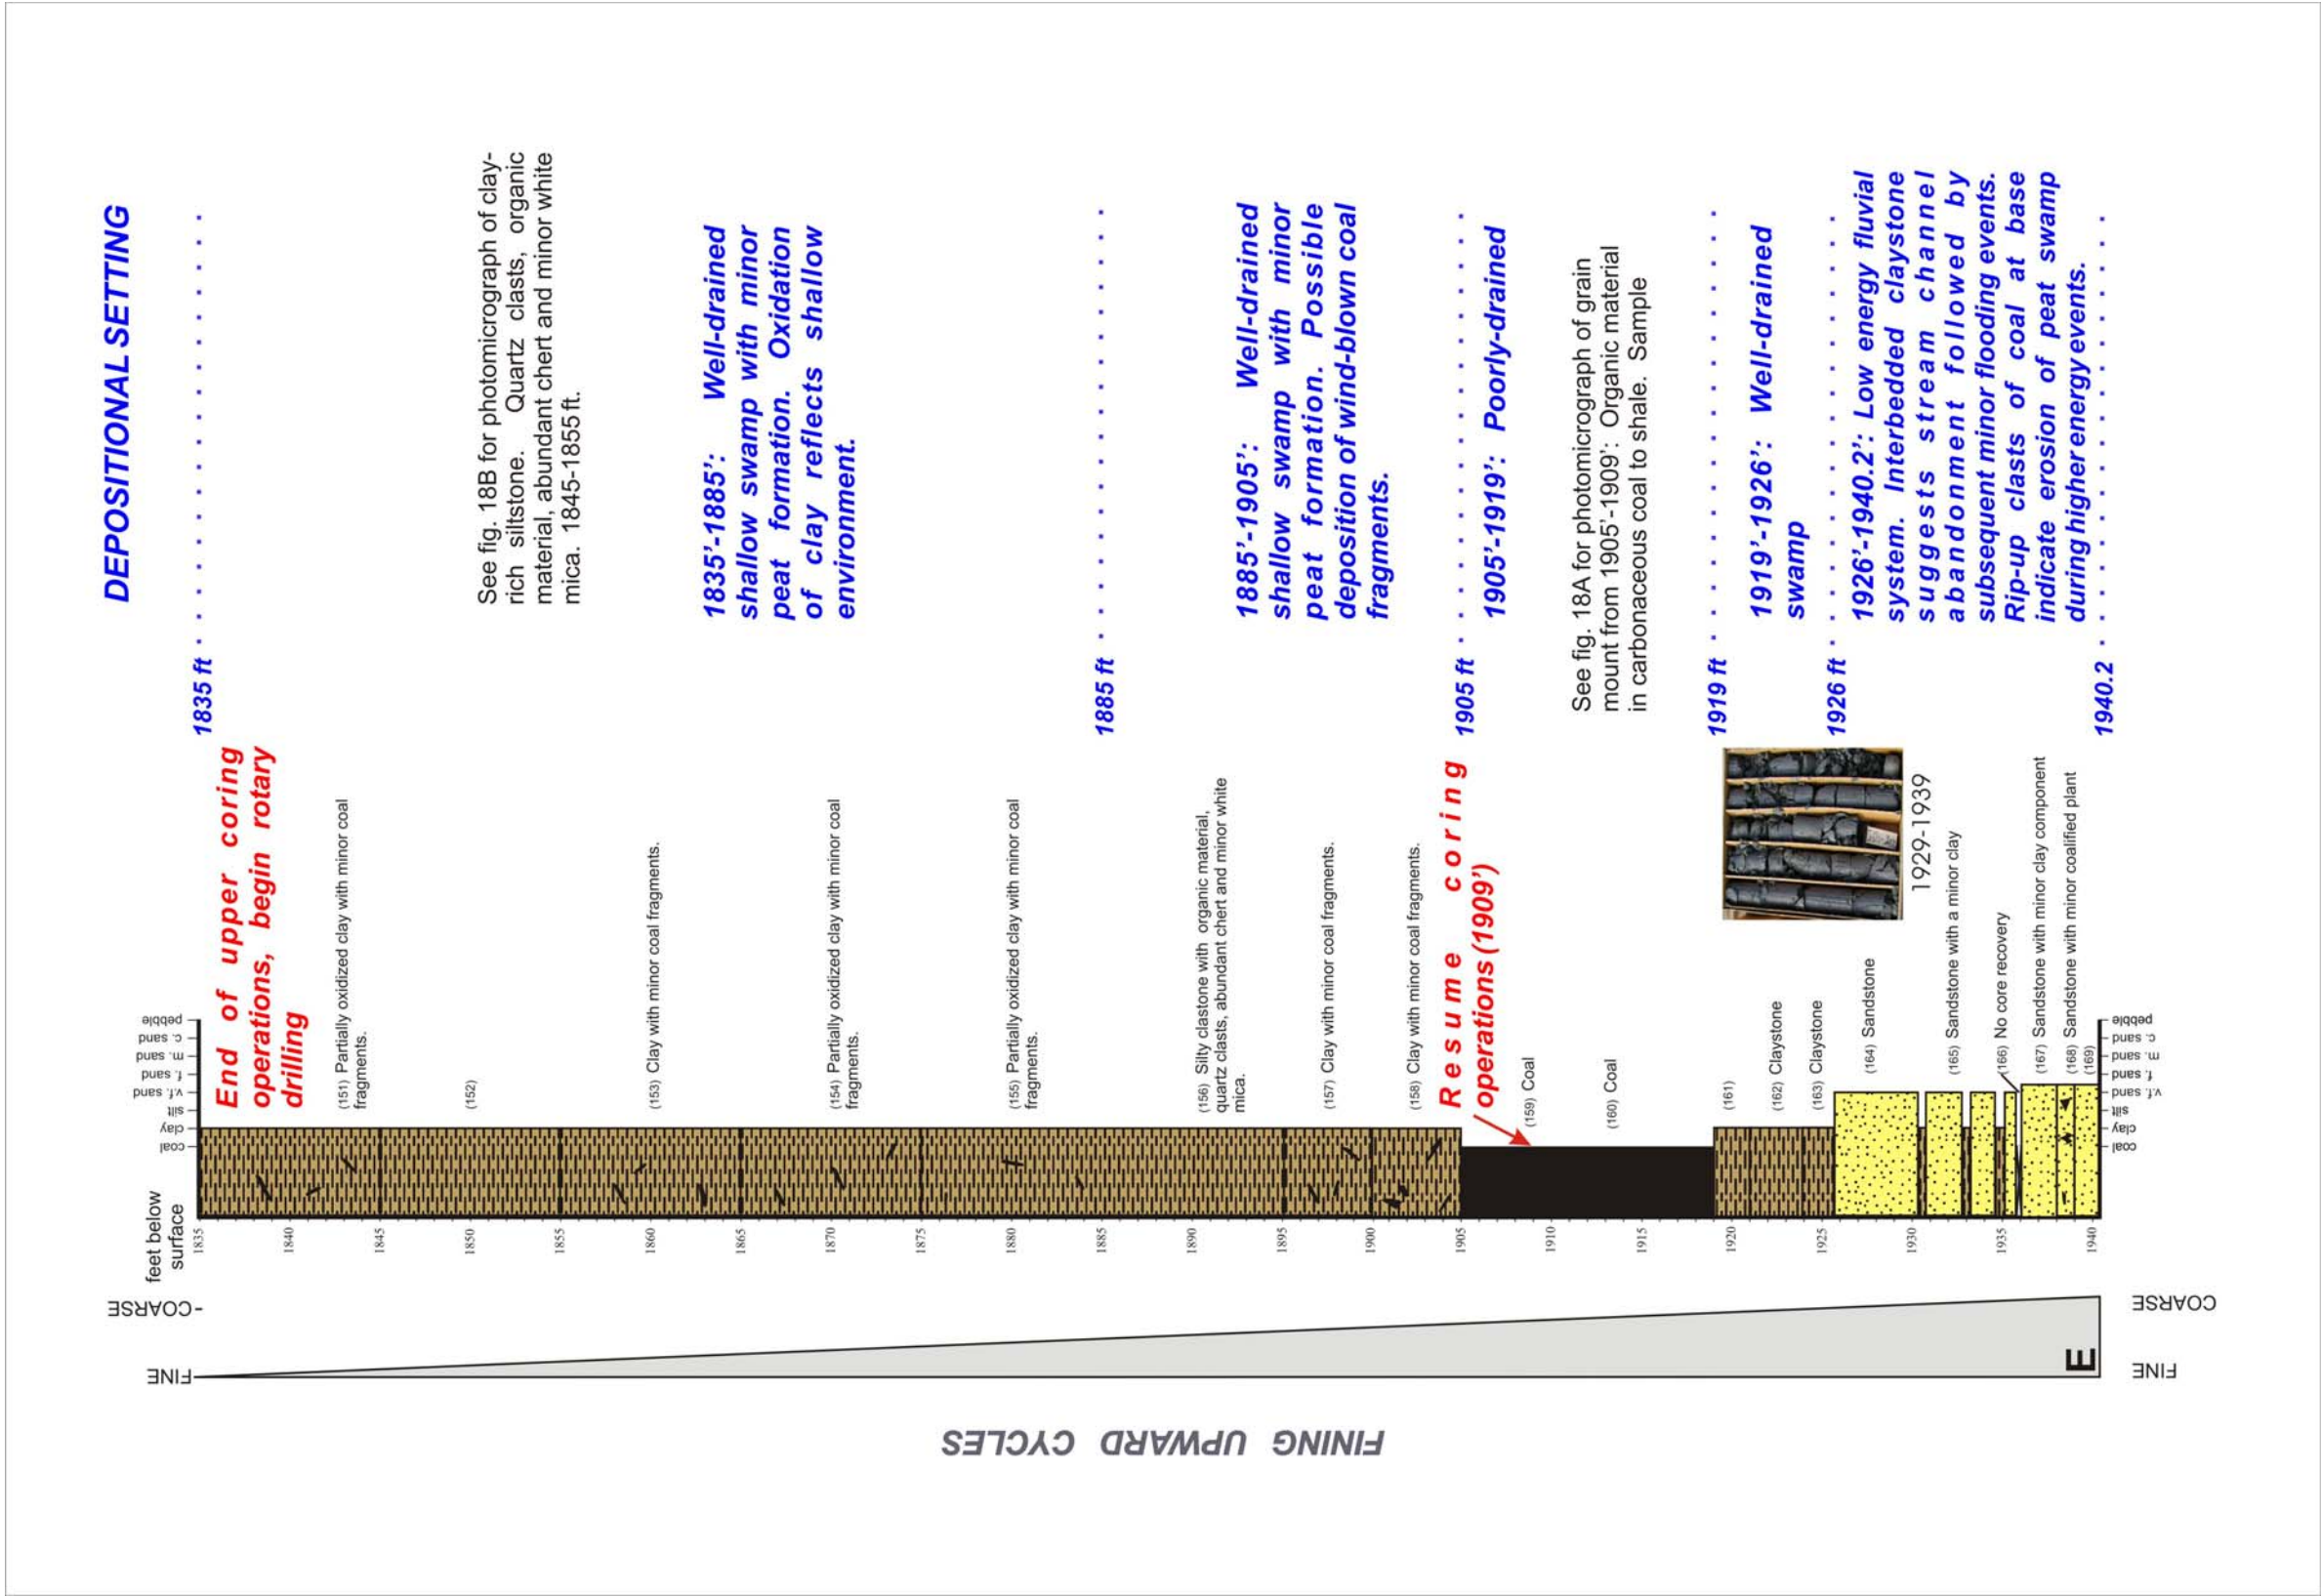 DEPOSITIONAL SETTING
feet below
surface
coal
clay
silt
v.f. sand
f. sand
m. sand
c. sand
pebble
1835 ft
End of upper coring
operations, begin rotary
drilling
(151) Partially oxidized clay with minor coal
fragments.
(152)
See fig. 18B for photomicrograph of clay-
rich siltstone. Quartz clasts, organic
material, abundant chert and minor white
mica. 1845-1855 ft.
(153) Clay with minor coal fragments.
1835'-1885': Well-drained
shallow swamp with minor
peat formation. Oxidation
of clay reflects shallow
environment.
(154) Partially oxidized clay with minor coal
fragments.
(155) Partially oxidized clay with minor coal
fragments.
1885 ft
(156) Silty clastone with organic material,
quartz clasts, abundant chert and minor white
mica.
1885'-1905': Well-drained
shallow swamp with minor
peat formation. Possible
deposition of wind-blown coal
fragments.
(157) Clay with minor coal fragments.
(158) Clay with minor coal fragments.
1905 ft
Resume coring
operations (1909')
1905'-1919': Poorly-drained
(159) Coal
(160) Coal
See fig. 18A for photomicrograph of grain
mount from 1905'-1909': Organic material
in carbonaceous coal to shale. Sample
1919 ft
(161)
(162) Claystone
(163) Claystone
1919'-1926': Well-drained
swamp
1926 ft
1929-1939
(164) Sandstone
(165) Sandstone with a minor clay
(166) No core recovery
(167) Sandstone with minor clay component
(168) Sandstone with minor coalified plant
(169)
1926'-1940.2': Low energy fluvial
system. Interbedded claystone
suggests stream channel
abandonment followed by
subsequent minor flooding events.
Rip-up clasts of coal at base
indicate erosion of peat swamp
during higher energy events.
1940.2
1835
1840
1845
1850
1855
1860
1865
1870
1875
1880
1885
1890
1895
1900
1905
1910
1915
1920
1925
1930
1935
1940
coal
clay
silt
v.f. sand
f. sand
m. sand
c. sand
pebble
FINE
-COARSE
E
FINE
COARSE
FINING UPWARD CYCLES